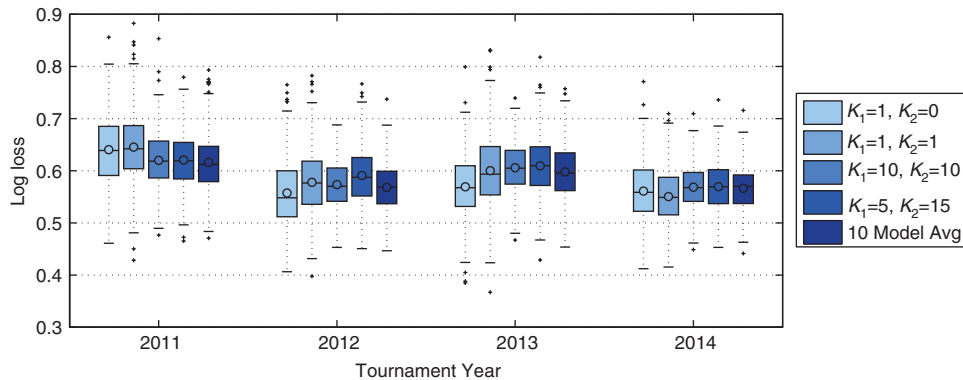 0.9
0.8
0.7
0.6
0.5
0.4
0.3
Log loss
2011
2012
2013
2014
Tournament Year
K₁=1, K₂=0
K₁=1, K₂=1
K₁=10, K₂=10
K₁=5, K₂=15
10 Model Avg